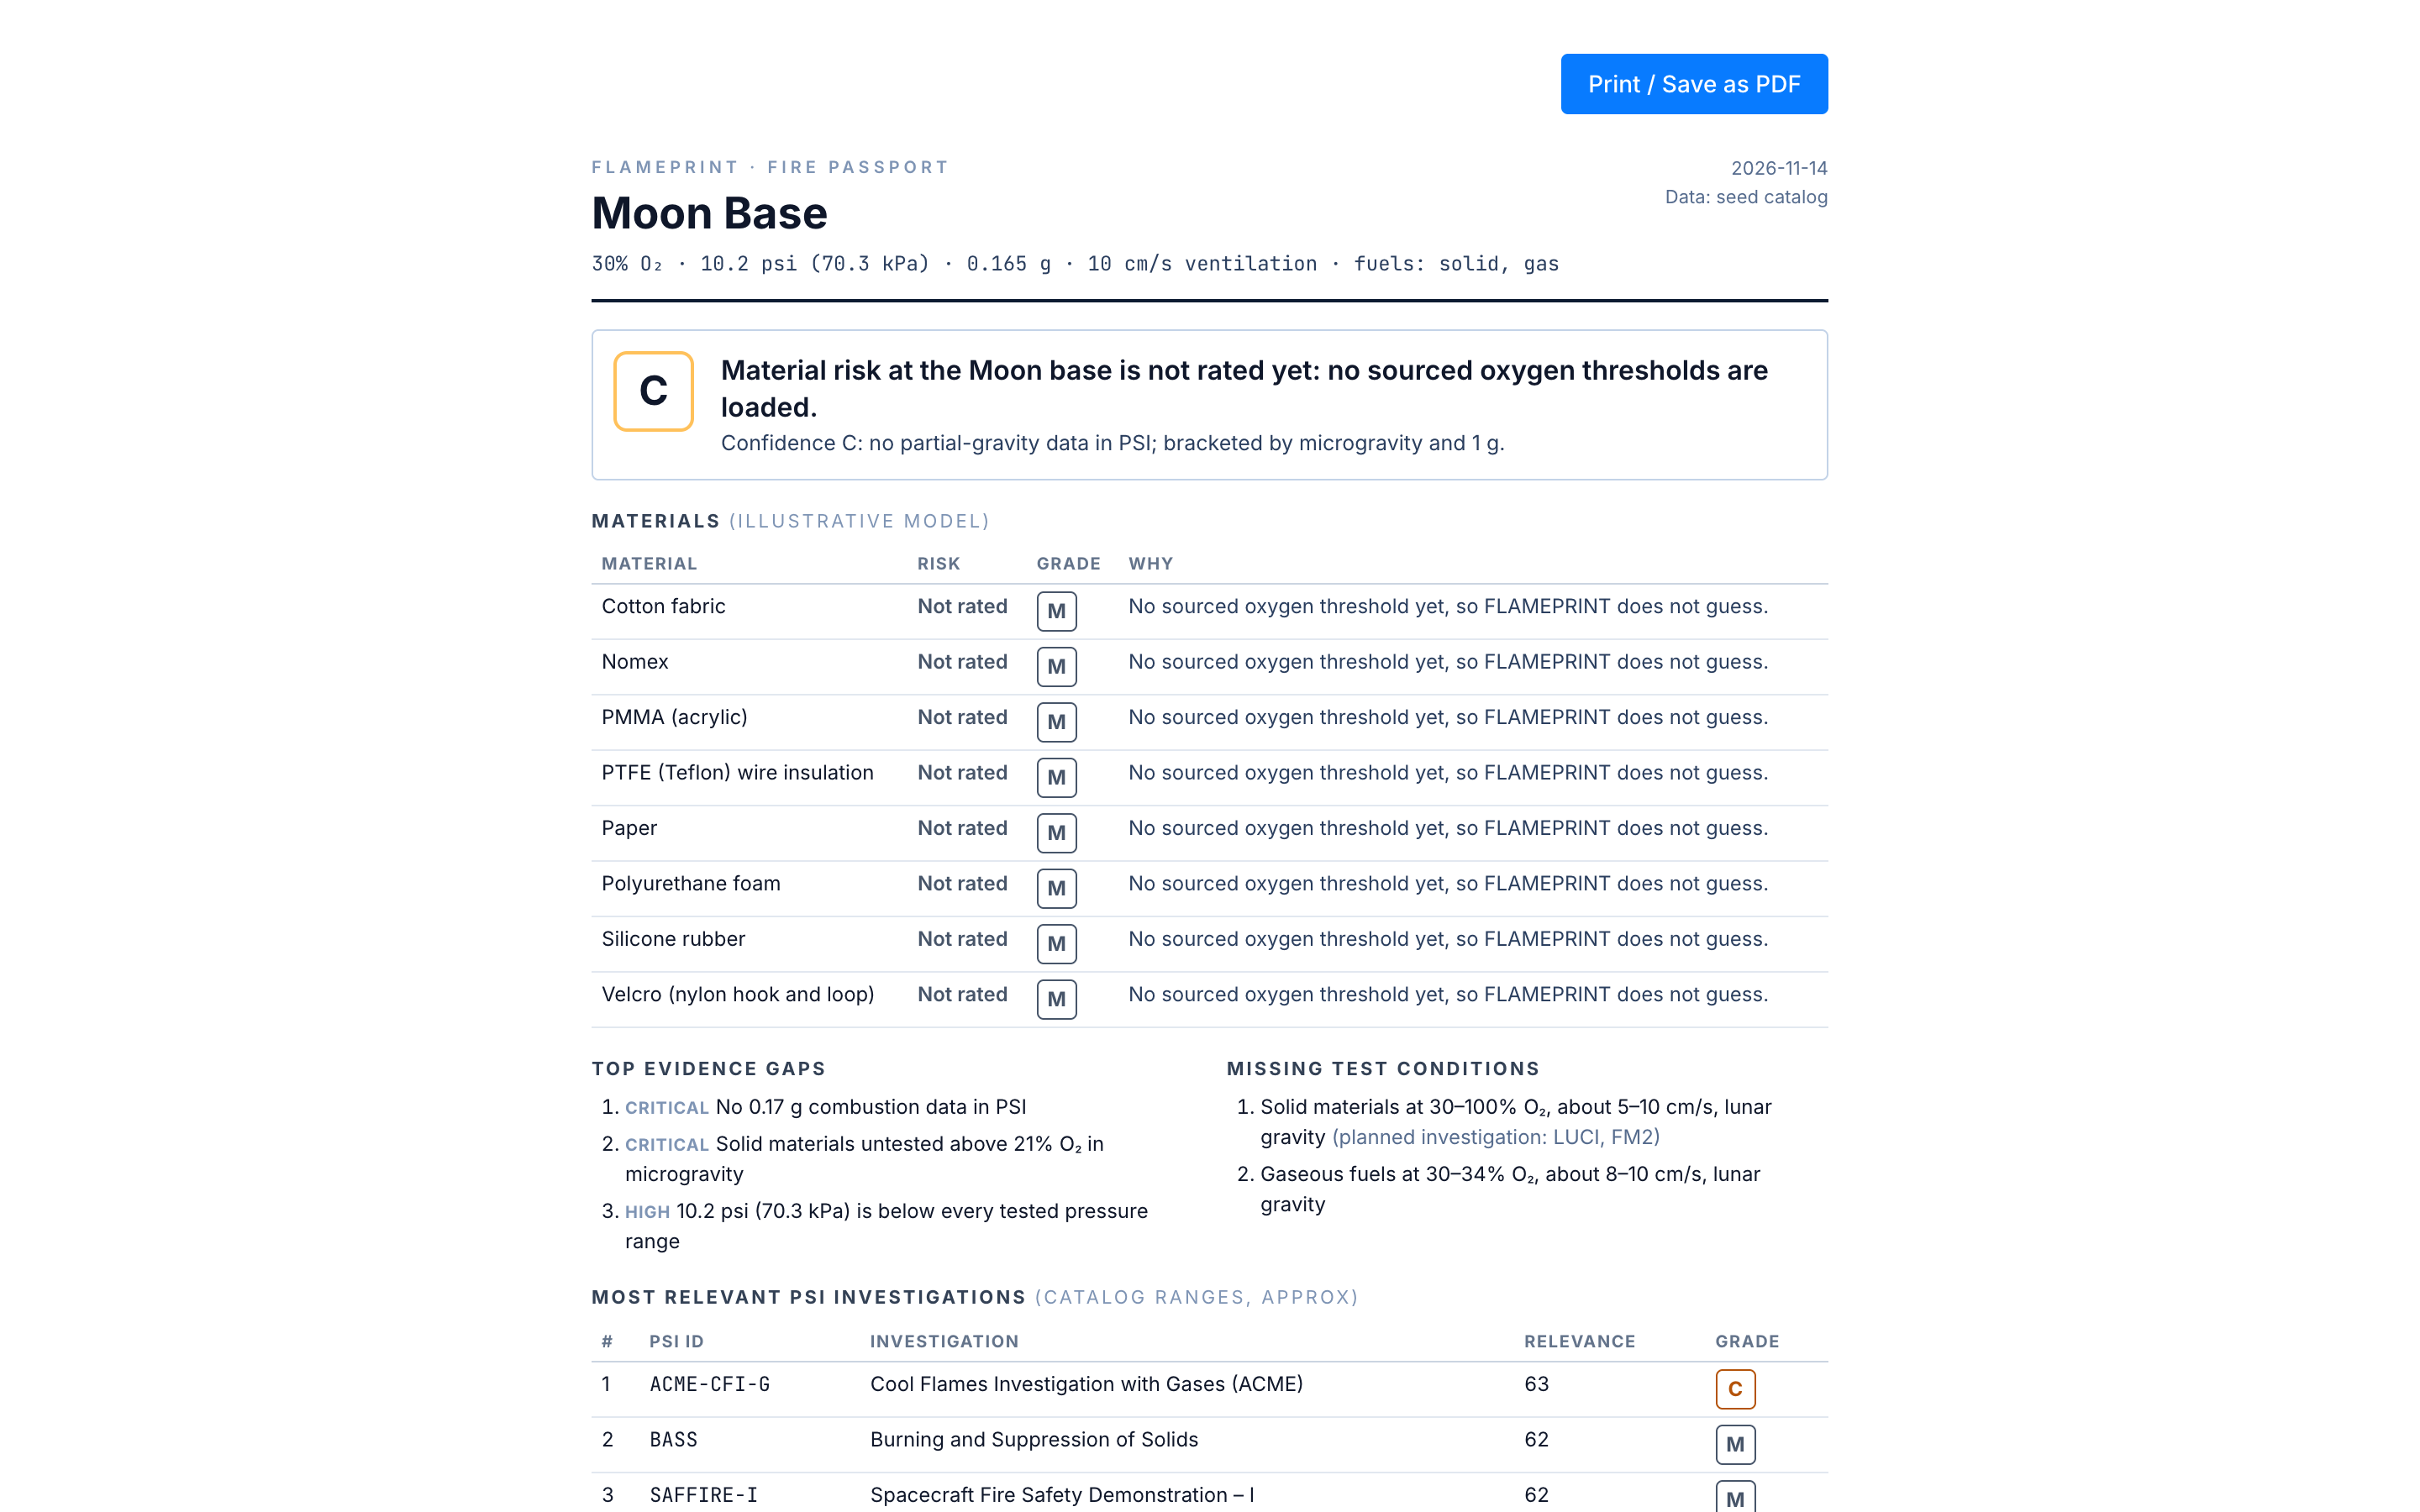 Print / Save as PDF
FLAMEPRINT · FIRE PASSPORT
2026-11-14
Data: seed catalog
Moon Base
30% O₂ · 10.2 psi (70.3 kPa) · 0.165 g · 10 cm/s ventilation · fuels: solid, gas
C
Material risk at the Moon base is not rated yet: no sourced oxygen thresholds are
loaded.
Confidence C: no partial-gravity data in PSI; bracketed by microgravity and 1 g.
MATERIALS (ILLUSTRATIVE MODEL)
MATERIAL RISK GRADE WHY
Cotton fabric Not rated M No sourced oxygen threshold yet, so FLAMEPRINT does not guess.
Nomex Not rated M No sourced oxygen threshold yet, so FLAMEPRINT does not guess.
PMMA (acrylic) Not rated M No sourced oxygen threshold yet, so FLAMEPRINT does not guess.
PTFE (Teflon) wire insulation Not rated M No sourced oxygen threshold yet, so FLAMEPRINT does not guess.
Paper Not rated M No sourced oxygen threshold yet, so FLAMEPRINT does not guess.
Polyurethane foam Not rated M No sourced oxygen threshold yet, so FLAMEPRINT does not guess.
Silicone rubber Not rated M No sourced oxygen threshold yet, so FLAMEPRINT does not guess.
Velcro (nylon hook and loop) Not rated M No sourced oxygen threshold yet, so FLAMEPRINT does not guess.
TOP EVIDENCE GAPS
1. CRITICAL No 0.17 g combustion data in PSI
2. CRITICAL Solid materials untested above 21% O₂ in
microgravity
3. HIGH 10.2 psi (70.3 kPa) is below every tested pressure
range
MISSING TEST CONDITIONS
1. Solid materials at 30–100% O₂, about 5–10 cm/s, lunar
gravity (planned investigation: LUCI, FM2)
2. Gaseous fuels at 30–34% O₂, about 8–10 cm/s, lunar
gravity
MOST RELEVANT PSI INVESTIGATIONS (CATALOG RANGES, APPROX)
# PSI ID INVESTIGATION RELEVANCE GRADE
1 ACME-CFI-G Cool Flames Investigation with Gases (ACME) 63 C
2 BASS Burning and Suppression of Solids 62 M
3 SAFFIRE-I Spacecraft Fire Safety Demonstration – I 62 M